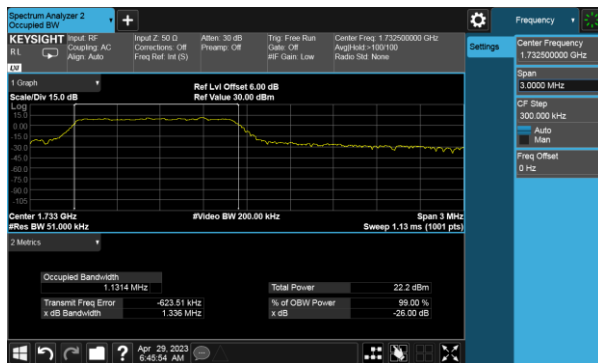 Spectrum Analyzer 2
Occupied BW
Frequency
KEYSIGHT
RL
LXI
Input: RF
Coupling: AC
Align: Auto
Input Z: 50 Ω
Corrections: Off
Freq Ref: Int (S)
Atten: 30 dB
Preamp: Off
Trig: Free Run
Gate: Off
#IF Gain: Low
Center Freq: 1.732500000 GHz
Avg|Hold:>100/100
Radio Std: None
Settings
Center Frequency
1.732500000 GHz
Span
3.0000 MHz
CF Step
300.000 kHz
Auto
Man
Freq Offset
0 Hz
1 Graph
Scale/Div 15.0 dB
Ref Lvl Offset 6.00 dB
Ref Value 30.00 dBm
Log
15.0
0.00
-15.0
-30.0
-45.0
-60.0
-75.0
-90.0
-105
Center 1.733 GHz
#Res BW 51.000 kHz
#Video BW 200.00 kHz
Span 3 MHz
Sweep 1.13 ms (1001 pts)
2 Metrics
Occupied Bandwidth
1.1314 MHz
Total Power 22.2 dBm
Transmit Freq Error -623.51 kHz
% of OBW Power 99.00 %
x dB Bandwidth 1.336 MHz
x dB -26.00 dB
Apr 29, 2023
6:45:54 AM